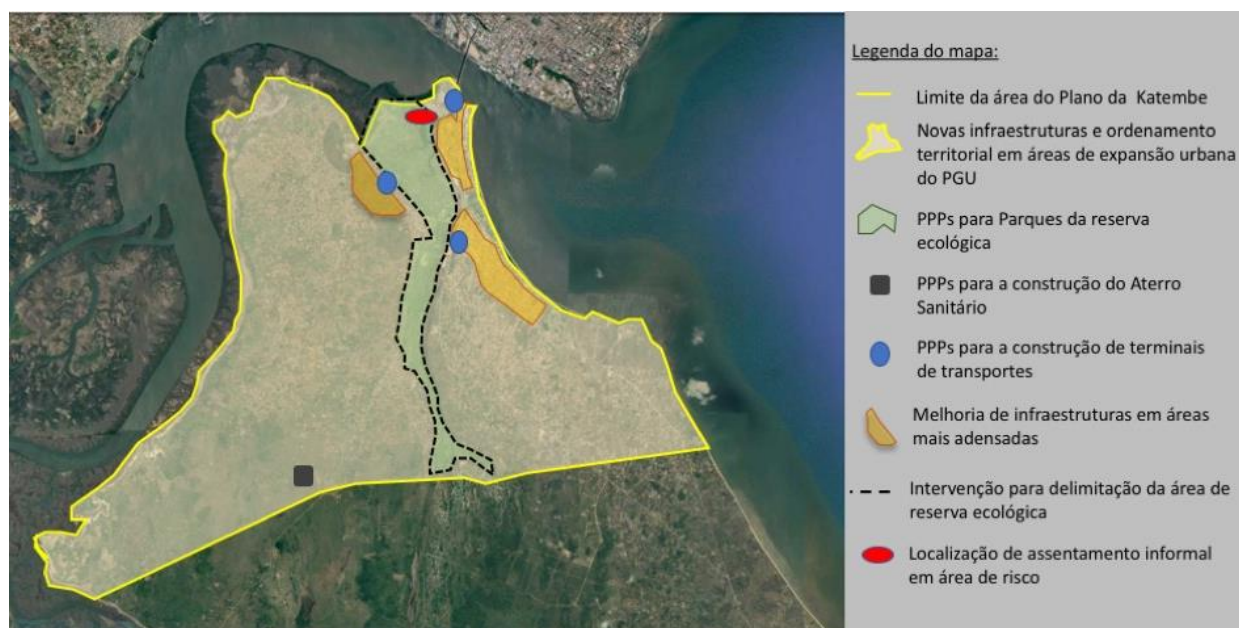 Legenda do mapa:
Limite da área do Plano da Katembe
Novas infraestruturas e ordenamento
territorial em áreas de expansão urbana
do PGU
PPPs para Parques da reserva
ecológica
PPPs para a construção do Aterro
Sanitário
PPPs para a construção de terminais
de transportes
Melhoria de infraestruturas em áreas
mais adensadas
Intervenção para delimitação da área de
reserva ecológica
Localização de assentamento informal
em área de risco